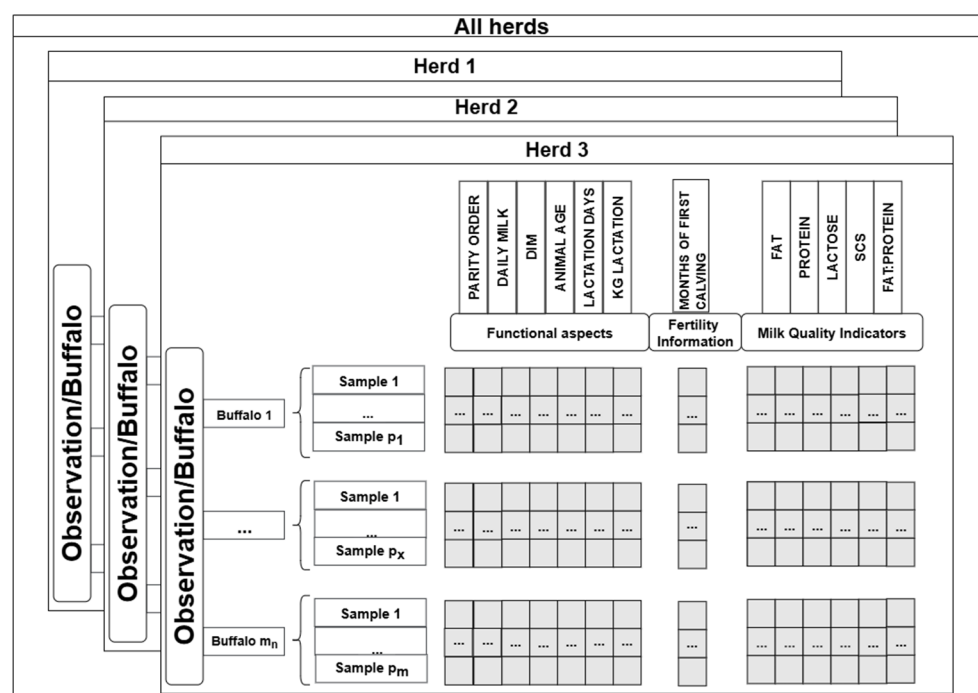 All herds
Herd 1
Herd 2
Herd 3
PARITY ORDER
DAILY MILK
DIM
ANIMAL AGE
LACTATION DAYS
KG LACTATION
MONTHS OF FIRST
CALVING
FAT
PROTEIN
LACTOSE
SCS
FAT:PROTEIN
Functional aspects
Fertility
Information
Milk Quality Indicators
Observation/Buffalo
Observation/Buffalo
Observation/Buffalo
Buffalo 1
Sample 1
...
Sample p1
... ... ... ... ... ... ...
...
... ... ... ... ... ...
...
Sample 1
...
Sample px
... ... ... ... ... ... ...
...
... ... ... ... ... ...
Buffalo mn
Sample 1
...
Sample pm
... ... ... ... ... ... ...
...
... ... ... ... ... ...